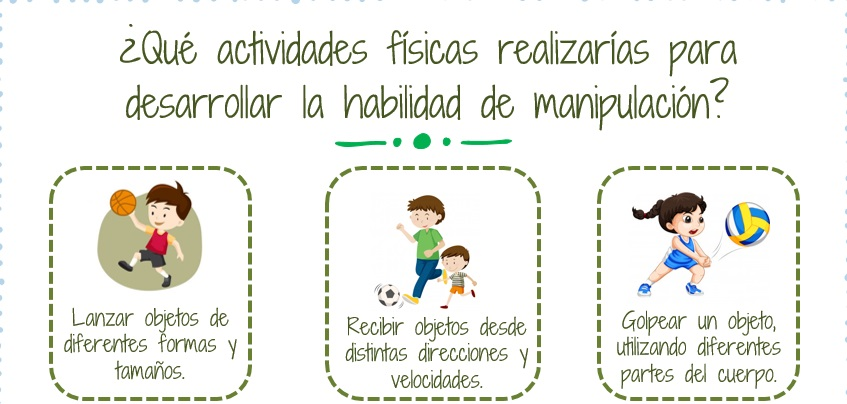 ¿Qué actividades físicas realizarías para
desarrollar la habilidad de manipulación?
Lanzar objetos de
diferentes formas y
tamaños.
Recibir objetos desde
distintas direcciones y
velocidades.
Golpear un objeto,
utilizando diferentes
partes del cuerpo.